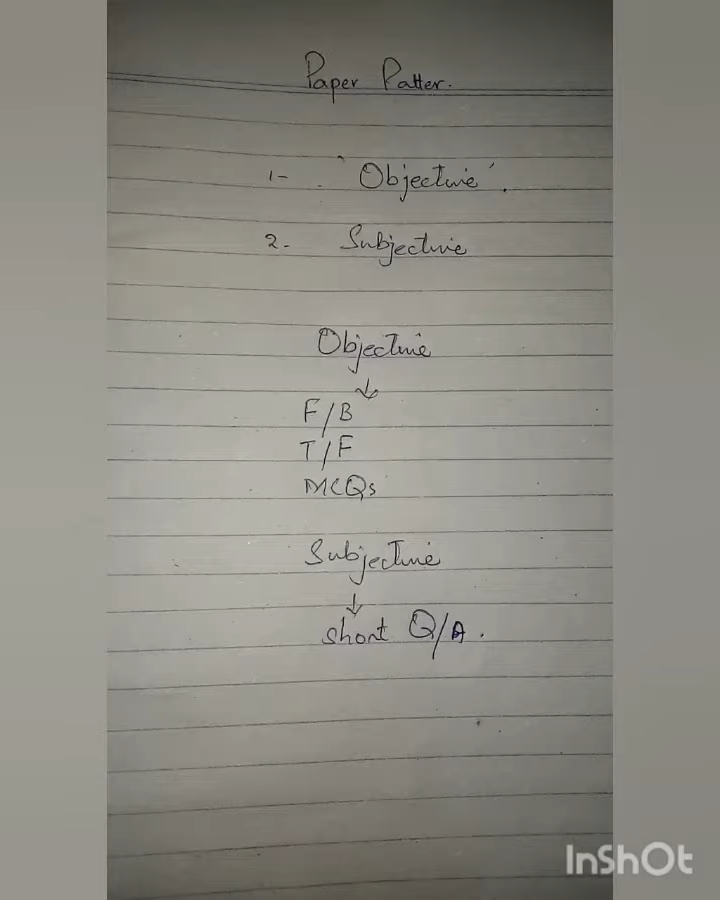 Paper Patter.
1- . 'Objective'.
2- Subjective
Objective
↓
F/B
T/F
MCQs
Subjective
↓
short Q/A.
InShOt